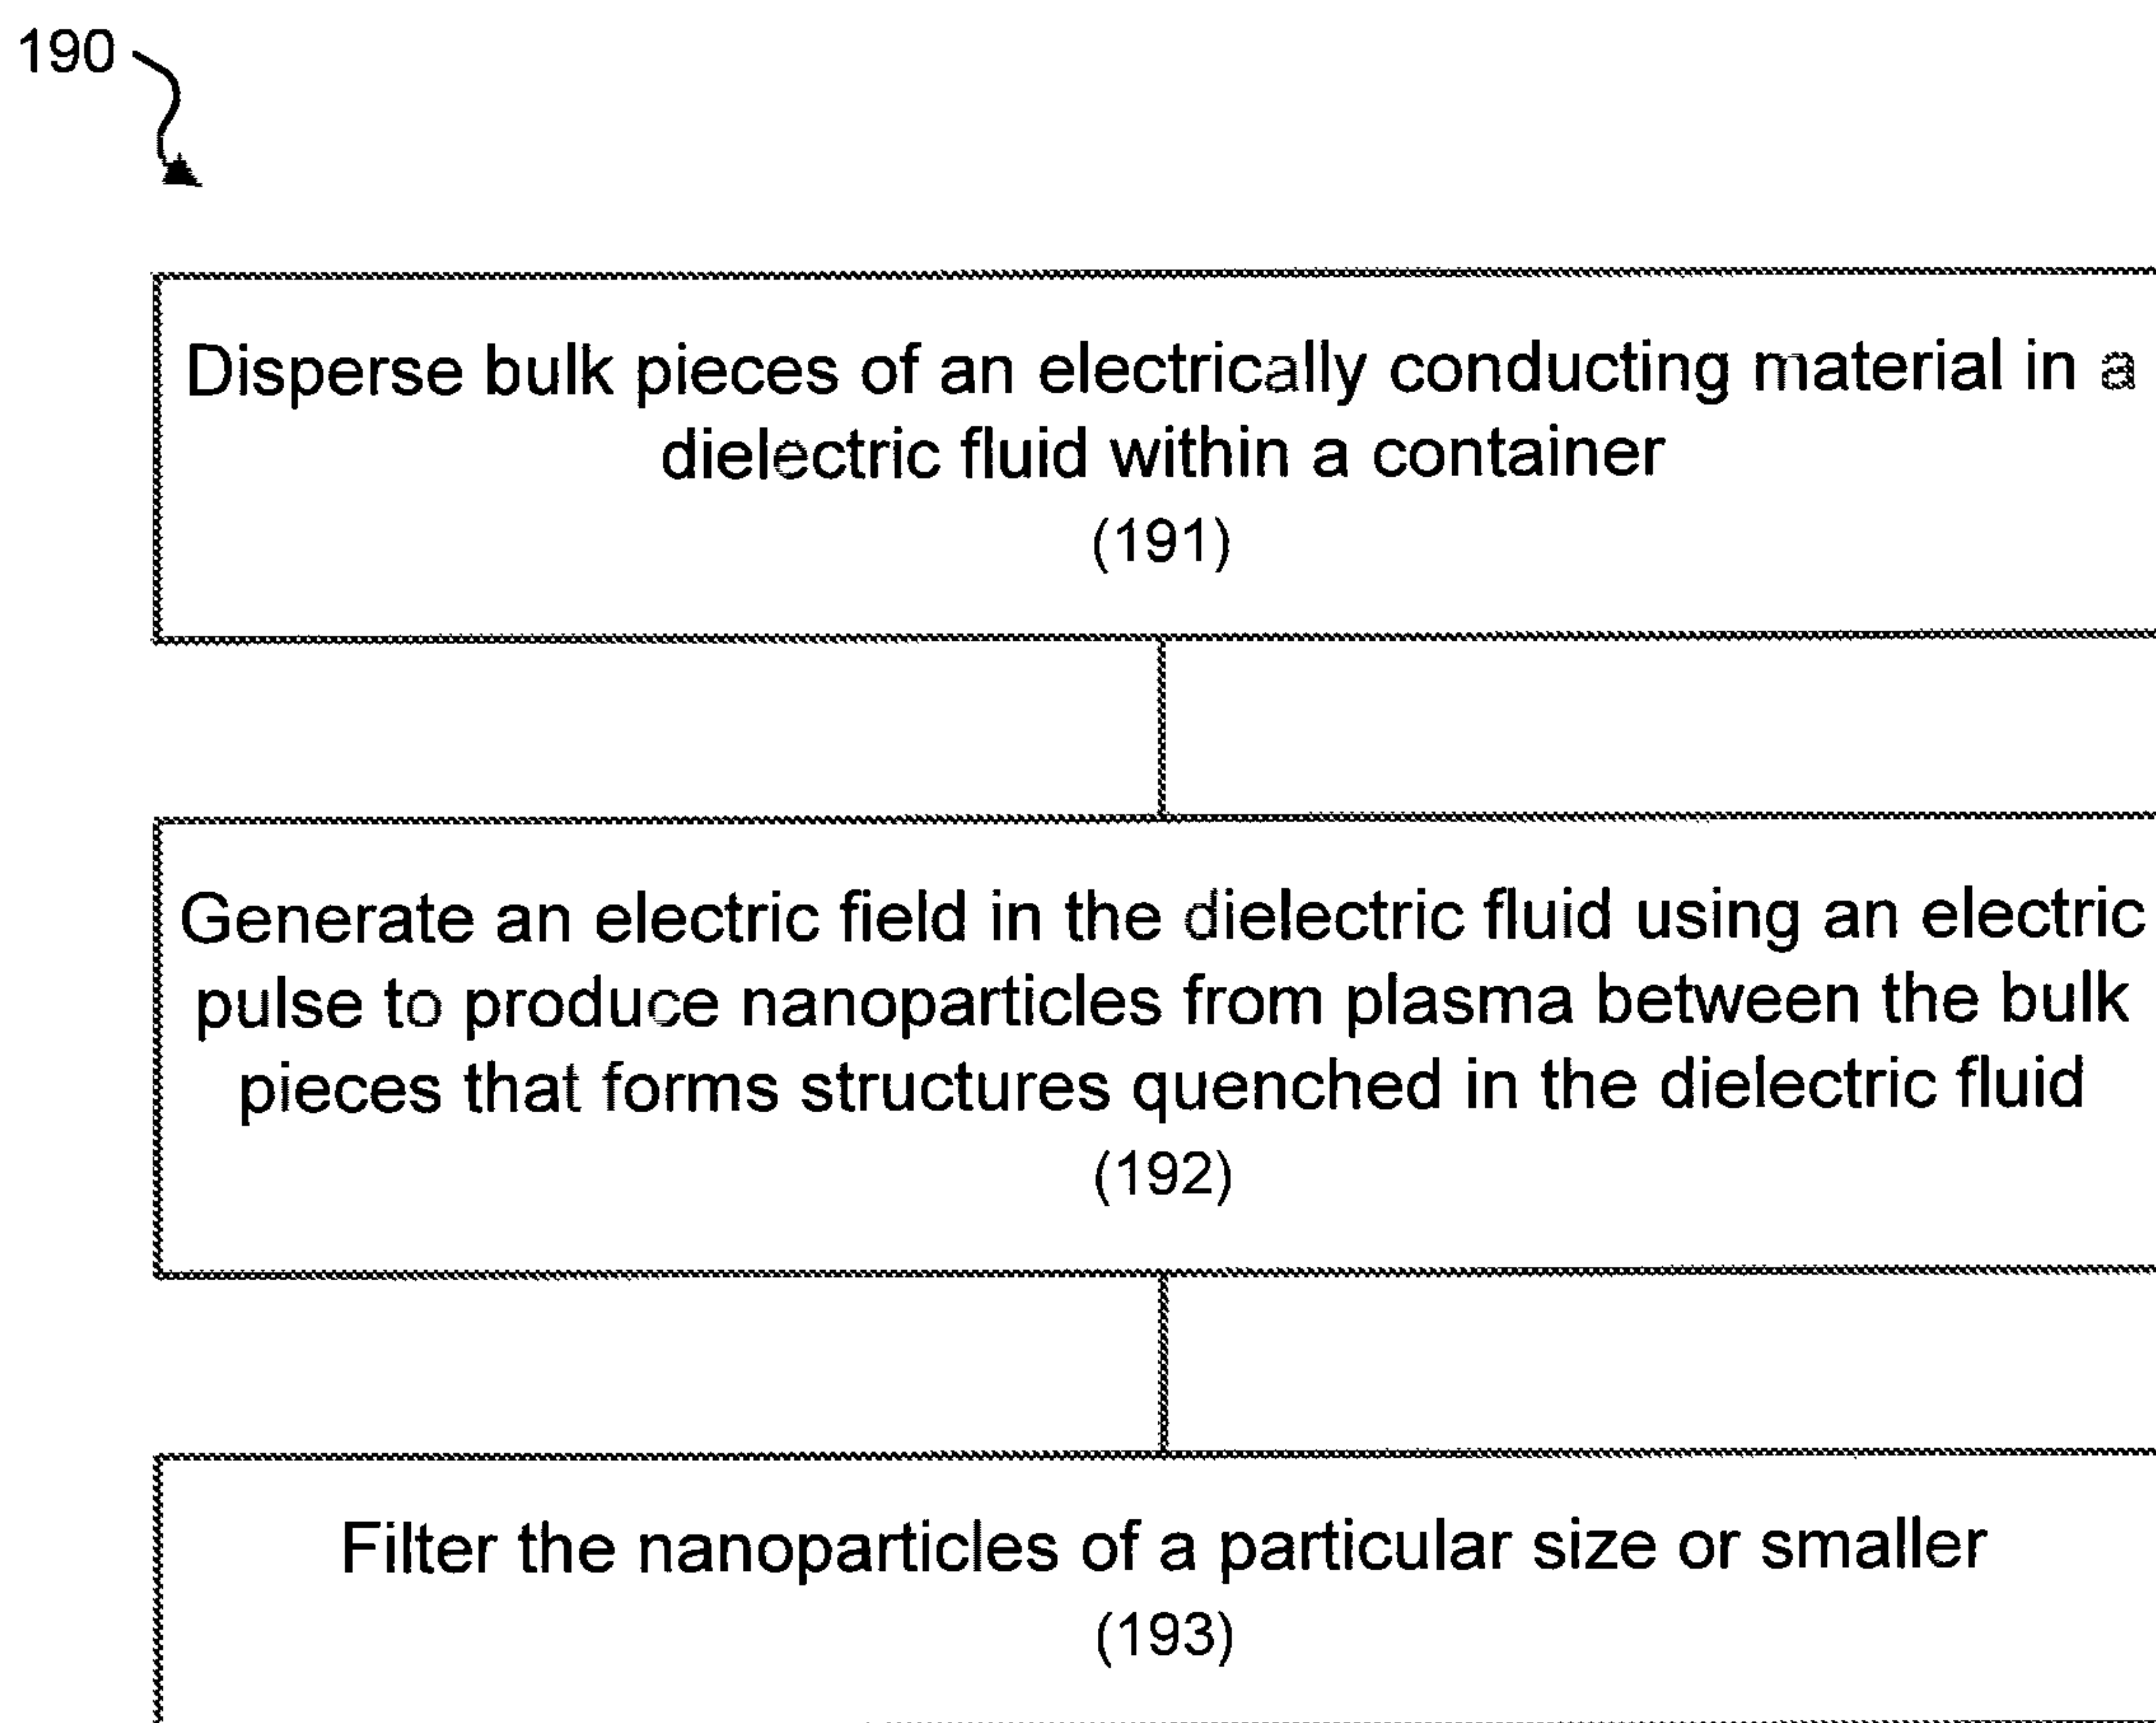 190
Disperse bulk pieces of an electrically conducting material in a
dielectric fluid within a container
(191)
Generate an electric field in the dielectric fluid using an electric
pulse to produce nanoparticles from plasma between the bulk
pieces that forms structures quenched in the dielectric fluid
(192)
Filter the nanoparticles of a particular size or smaller
(193)